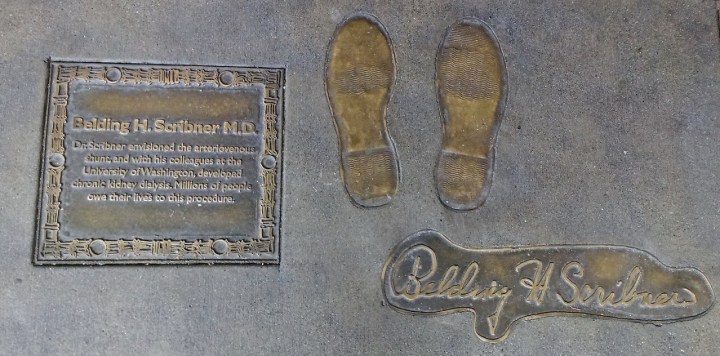 Belding H. Scribner M.D.
Dr. Scribner envisioned the arteriovenous
shunt, and with his colleagues at the
University of Washington, developed
chronic kidney dialysis. Millions of people
owe their lives to this procedure.
Belding H Scribner